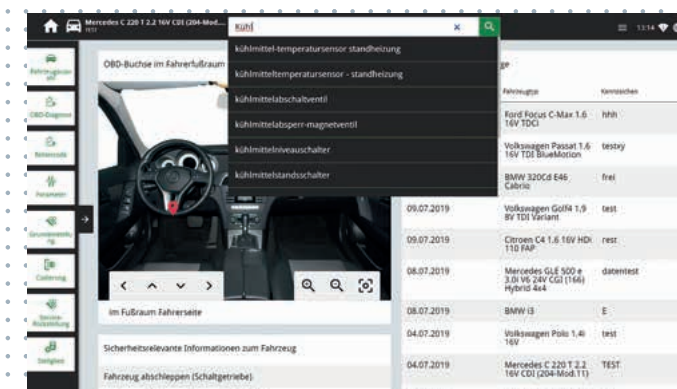 Mercedes C 220 T 2.2 16V CDI (204-Mod....
TEST
Kühl
13:14
kühlmittel-temperatursensor standheizung
kühlmitteltemperatursensor - standheizung
kühlmittelabschaltventil
kühlmittelabsperr-magnetventil
kühlmittelniveauschalter
kühlmittelstandsschalter
OBD-Diagnose
Parameter
Codierung
Service-
OBD-Buchse im Fahrerfußraum
im Fußraum Fahrerseite
Sicherheitsrelevante Informationen zum Fahrzeug
Fahrzeug abschleppen (Schaltgetriebe)
Fahrzeugtyp
Kennzeichen
Ford Focus C-Max 1.6
16V TDCi
hhh
Volkswagen Passat 1.6
16V TDI BlueMotion
testxy
BMW 320Cd E46
Cabrio
frei
09.07.2019
Volkswagen Golf4 1.9
8V TDI Variant
test
09.07.2019
Citroen C4 1.6 16V HDi
110 FAP
rest
08.07.2019
Mercedes GLE 500 e
3.0i V6 24V CGI (166)
Hybrid 4x4
datentest
08.07.2019
BMW i3
E
04.07.2019
Volkswagen Polo 1.4i
16V
test
04.07.2019
Mercedes C 220 T 2.2
16V CDI (204-Mod.11)
TEST